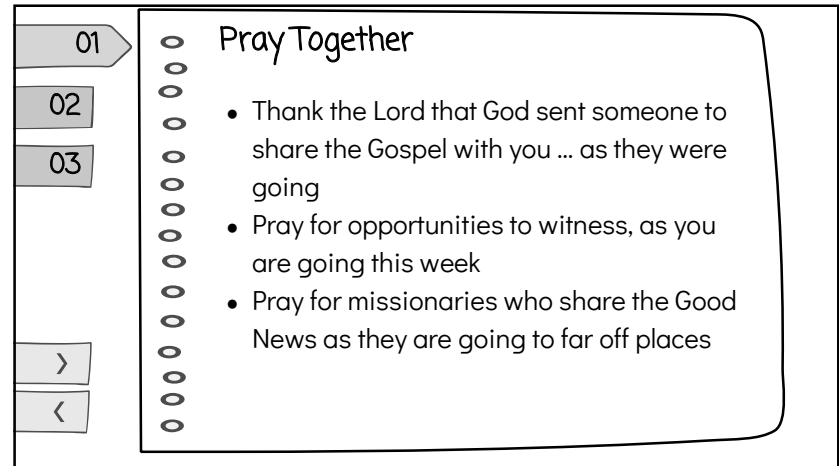 01
02
03
Pray Together
• Thank the Lord that God sent someone to
share the Gospel with you ... as they were
going
• Pray for opportunities to witness, as you
are going this week
• Pray for missionaries who share the Good
News as they are going to far off places